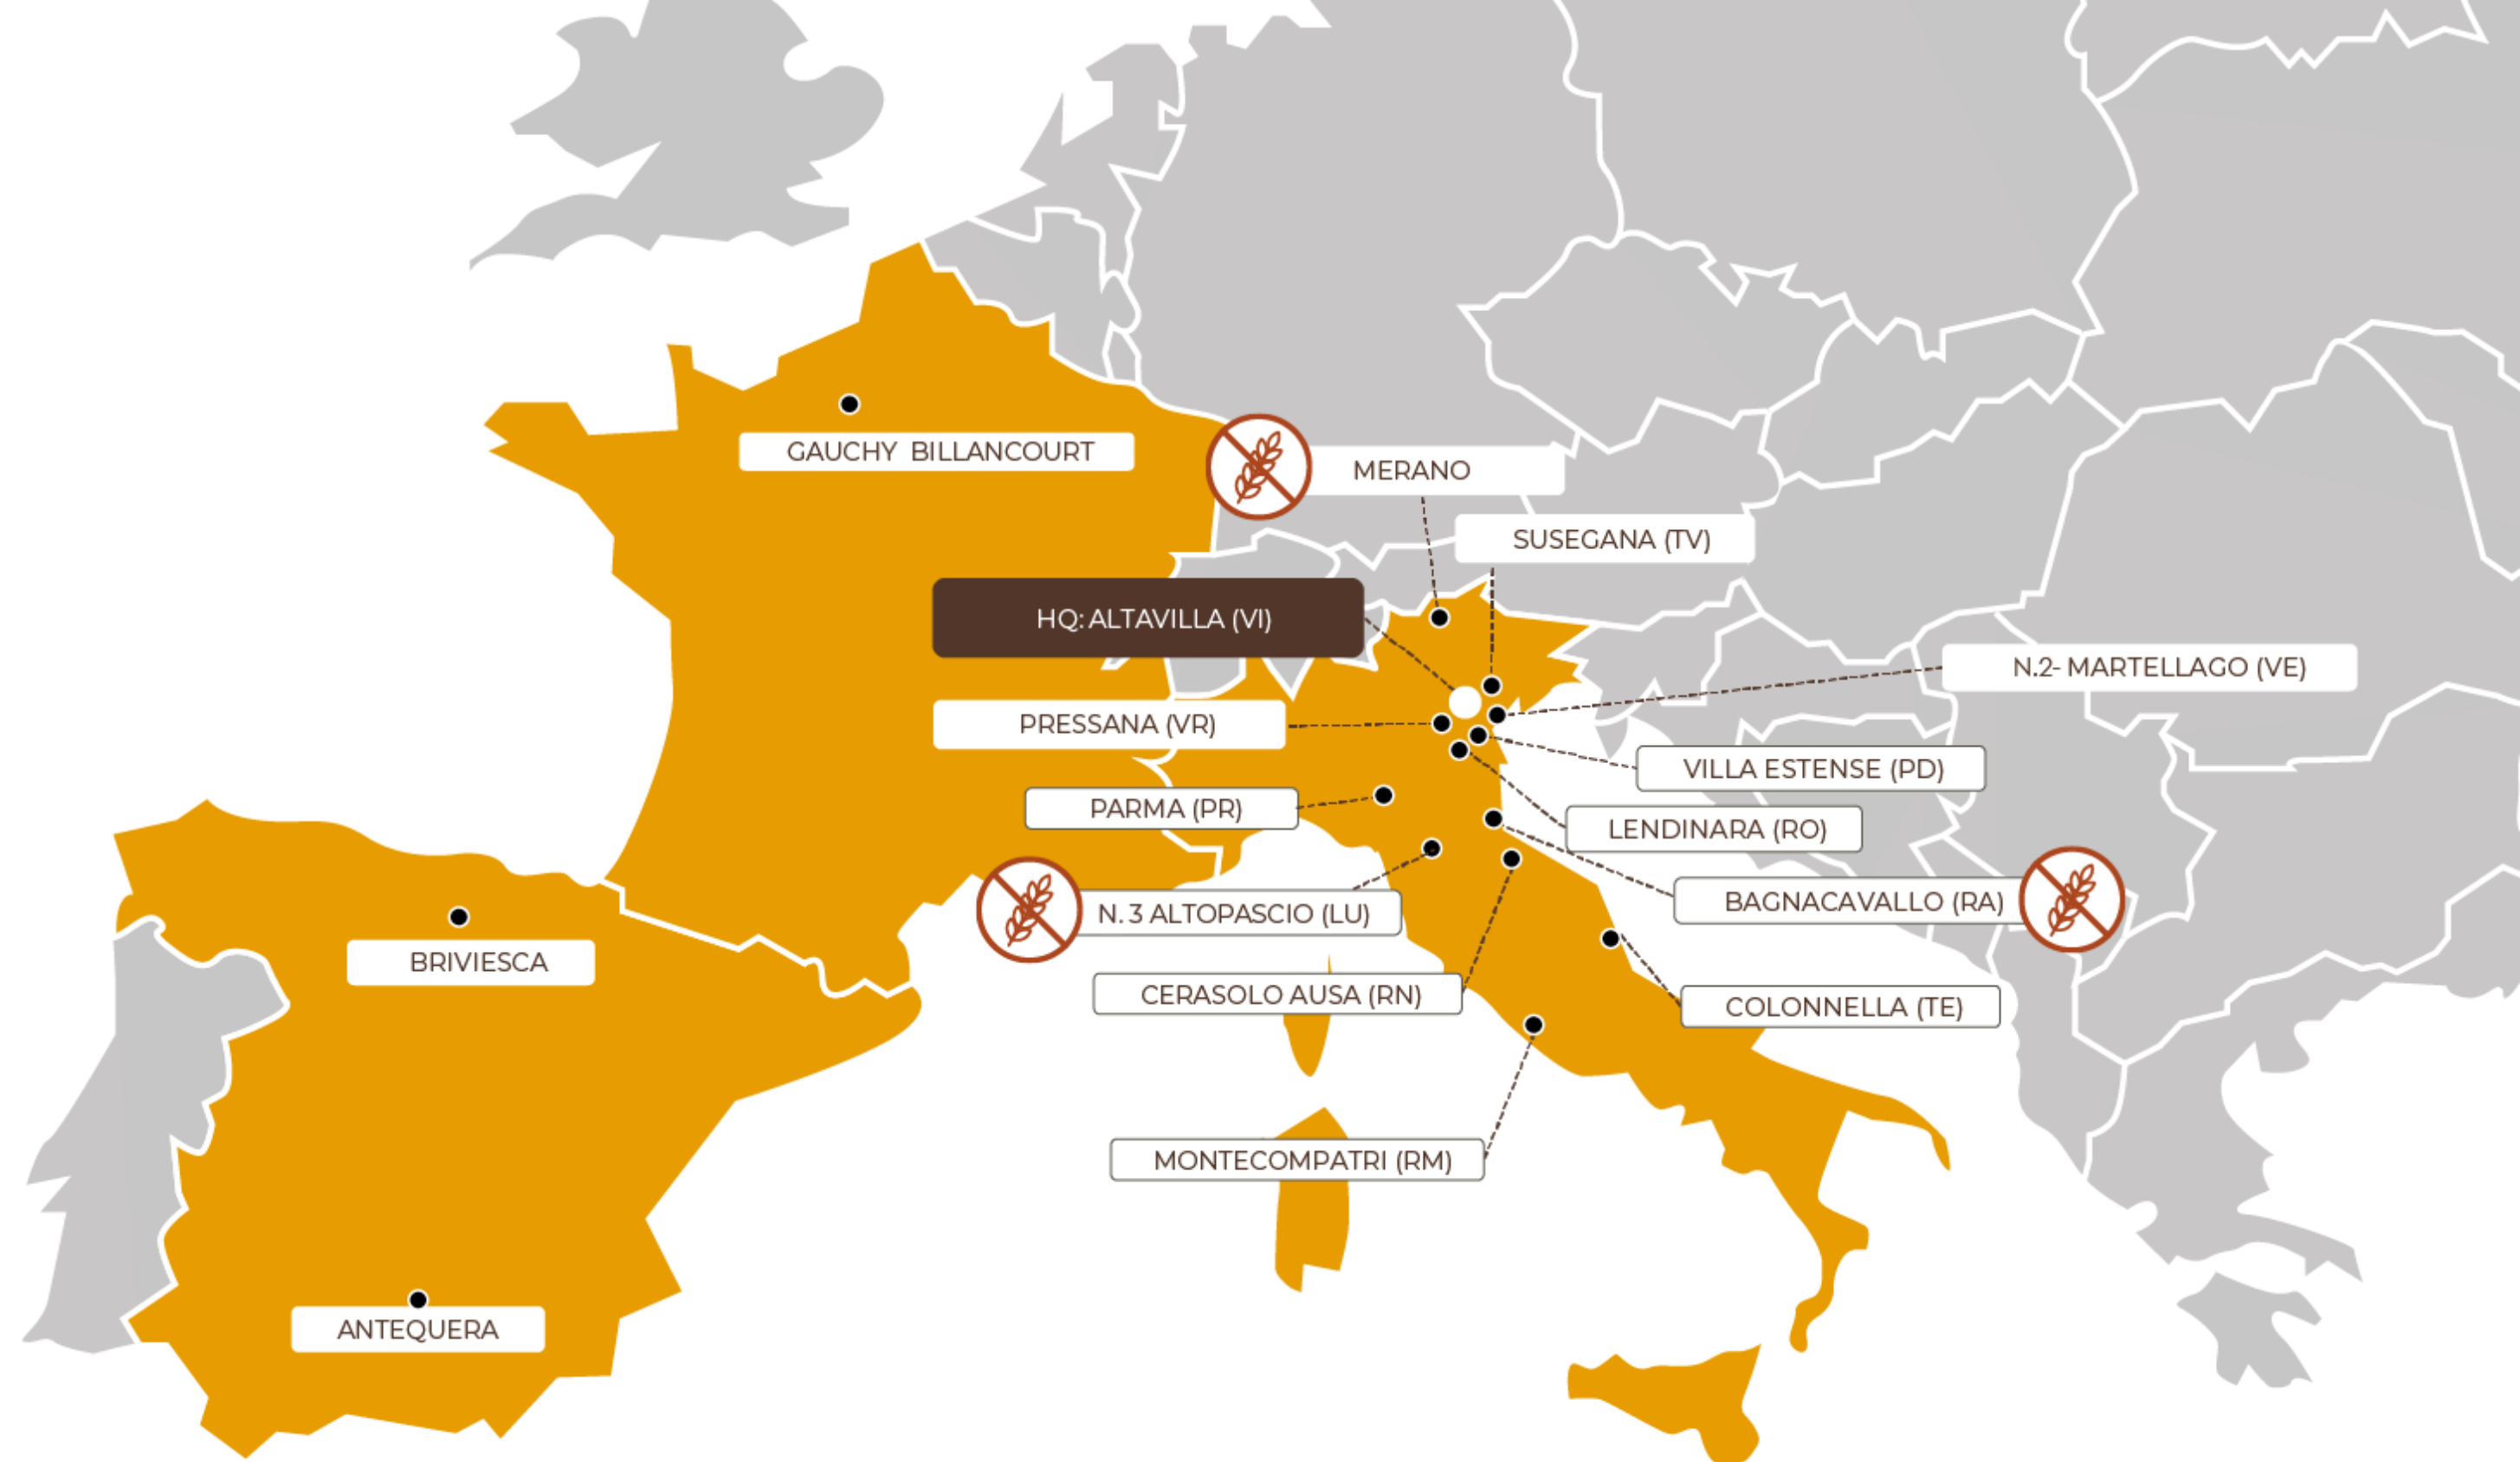 GAUCHY BILLANCOURT
MERANO
SUSEGANA (TV)
HQ: ALTAVILLA (VI)
N.2- MARTELLAGO (VE)
PRESSANA (VR)
VILLA ESTENSE (PD)
PARMA (PR)
LENDINARA (RO)
BAGNACAVALLO (RA)
N. 3 ALTOPASCIO (LU)
BRIVIESCA
CERASOLO AUSA (RN)
COLONNELLA (TE)
MONTECOMPATRI (RM)
ANTEQUERA